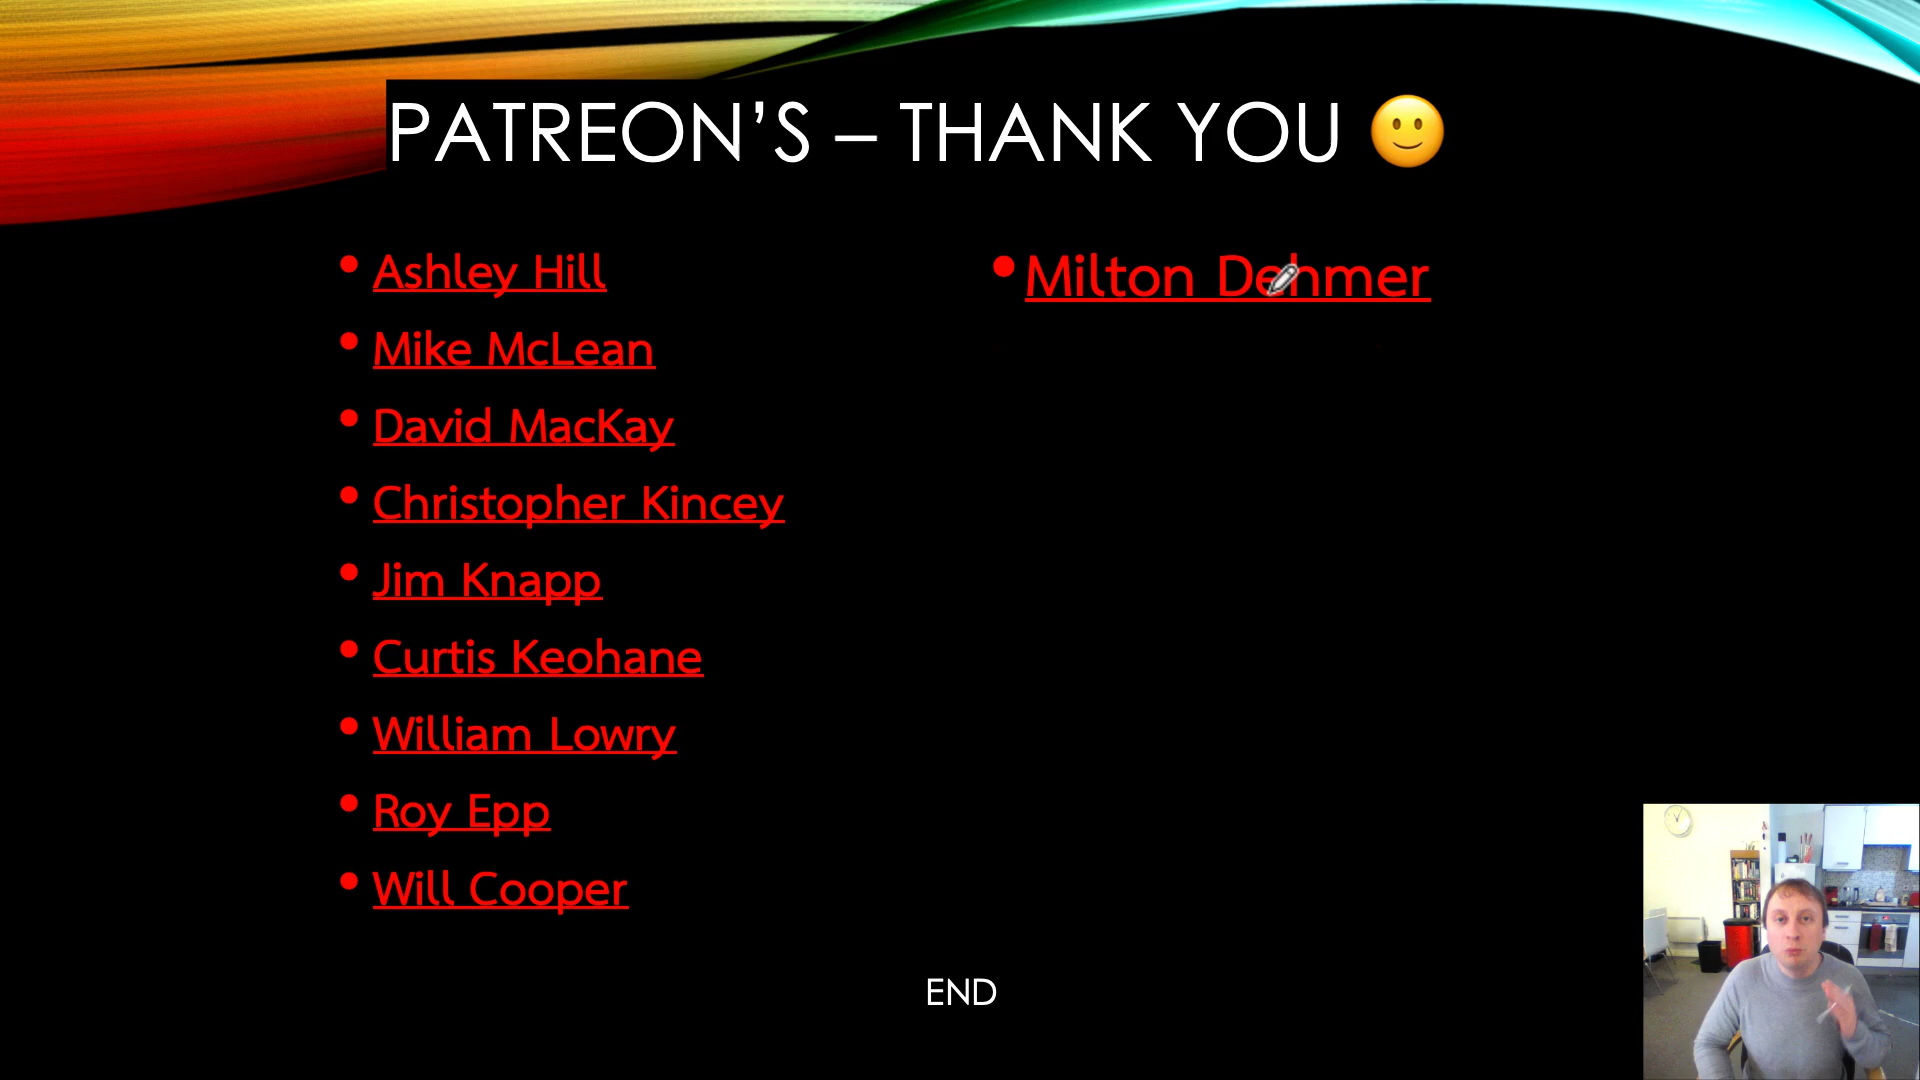 PATREON’S – THANK YOU 🙂
Ashley Hill
Mike McLean
David MacKay
Christopher Kincey
Jim Knapp
Curtis Keohane
William Lowry
Roy Epp
Will Cooper
Milton Dehmer
END